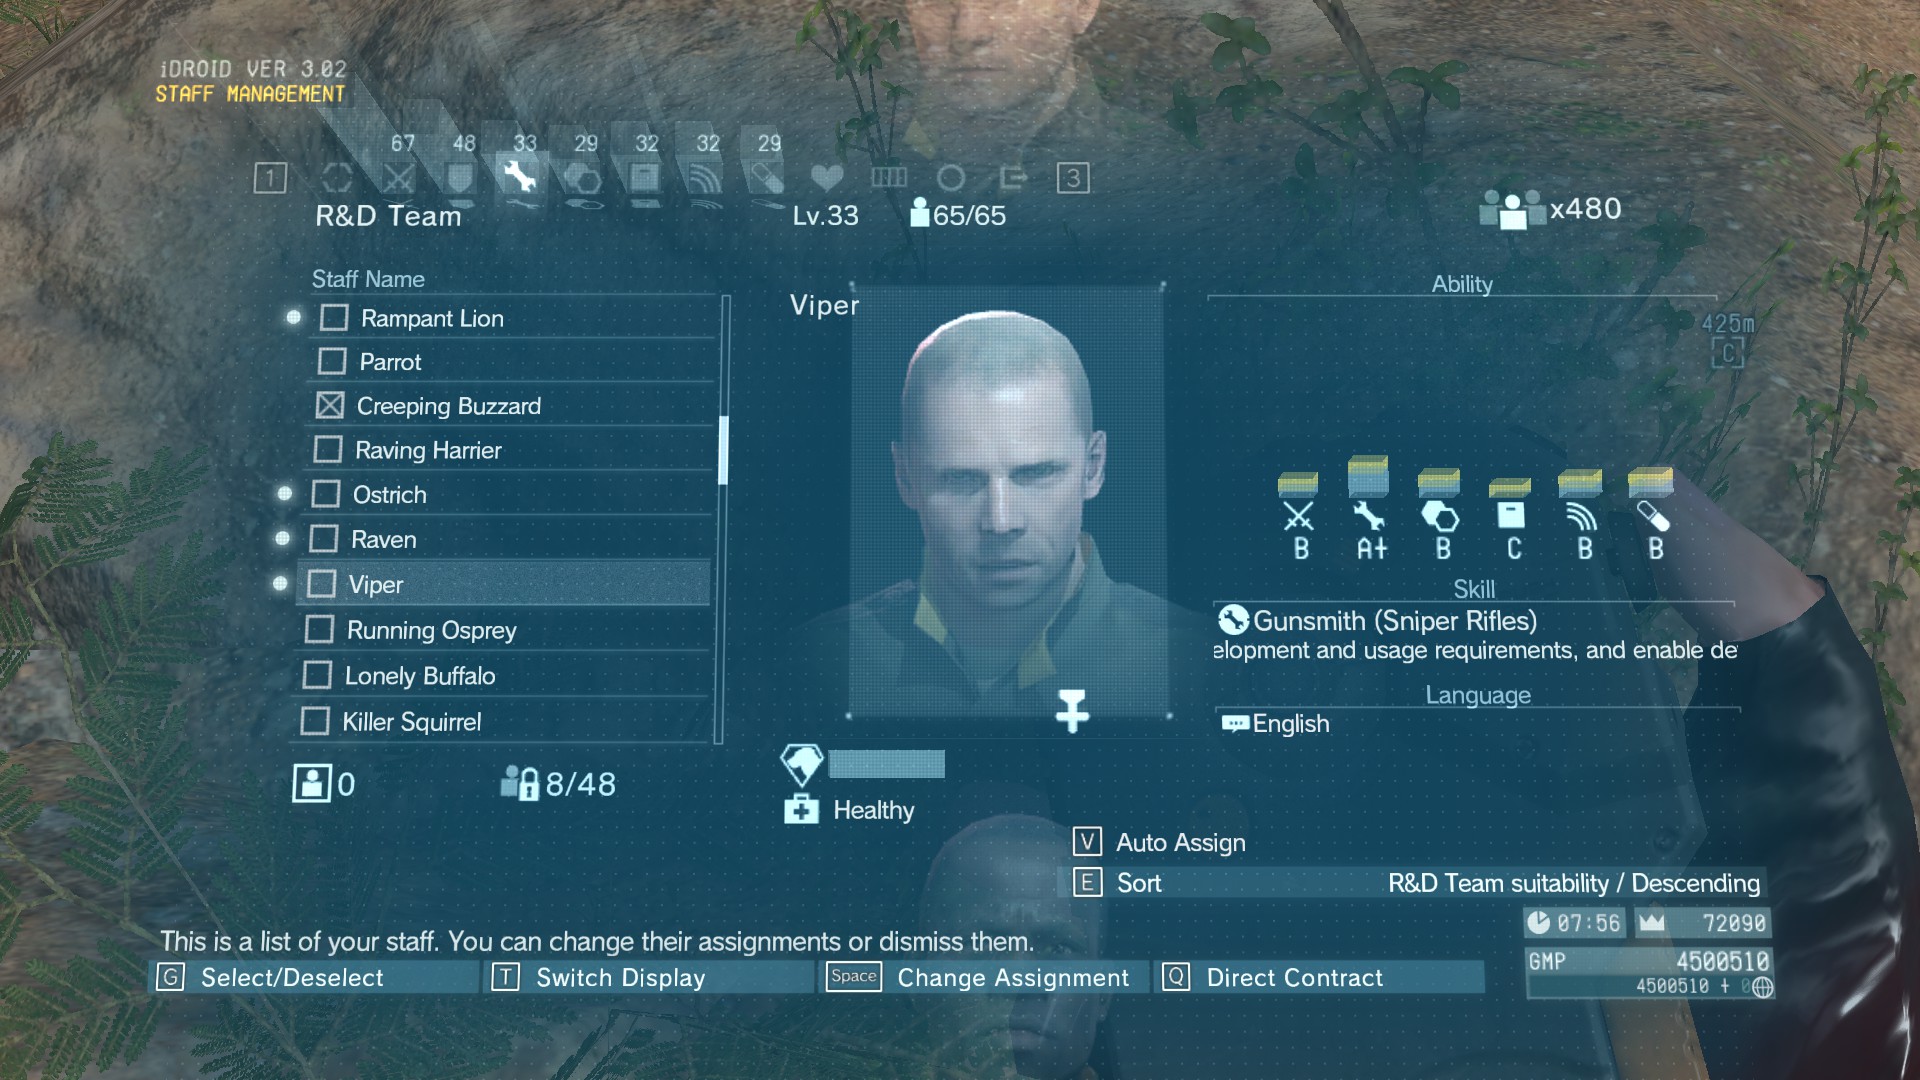 iDROID VER 3.02
STAFF MANAGEMENT
67 48 33 29 32 32 29
1
3
R&D Team
Lv.33
65/65
x480
Staff Name
Rampant Lion
Parrot
Creeping Buzzard
Raving Harrier
Ostrich
Raven
Viper
Running Osprey
Lonely Buffalo
Killer Squirrel
0
8/48
Viper
Healthy
Ability
425m
C
B A+ B C B B
Skill
Gunsmith (Sniper Rifles)
elopment and usage requirements, and enable de
Language
English
V Auto Assign
E Sort R&D Team suitability / Descending
07:56 72090
GMP 4500510
4500510 + 0
This is a list of your staff. You can change their assignments or dismiss them.
G Select/Deselect T Switch Display Space Change Assignment Q Direct Contract